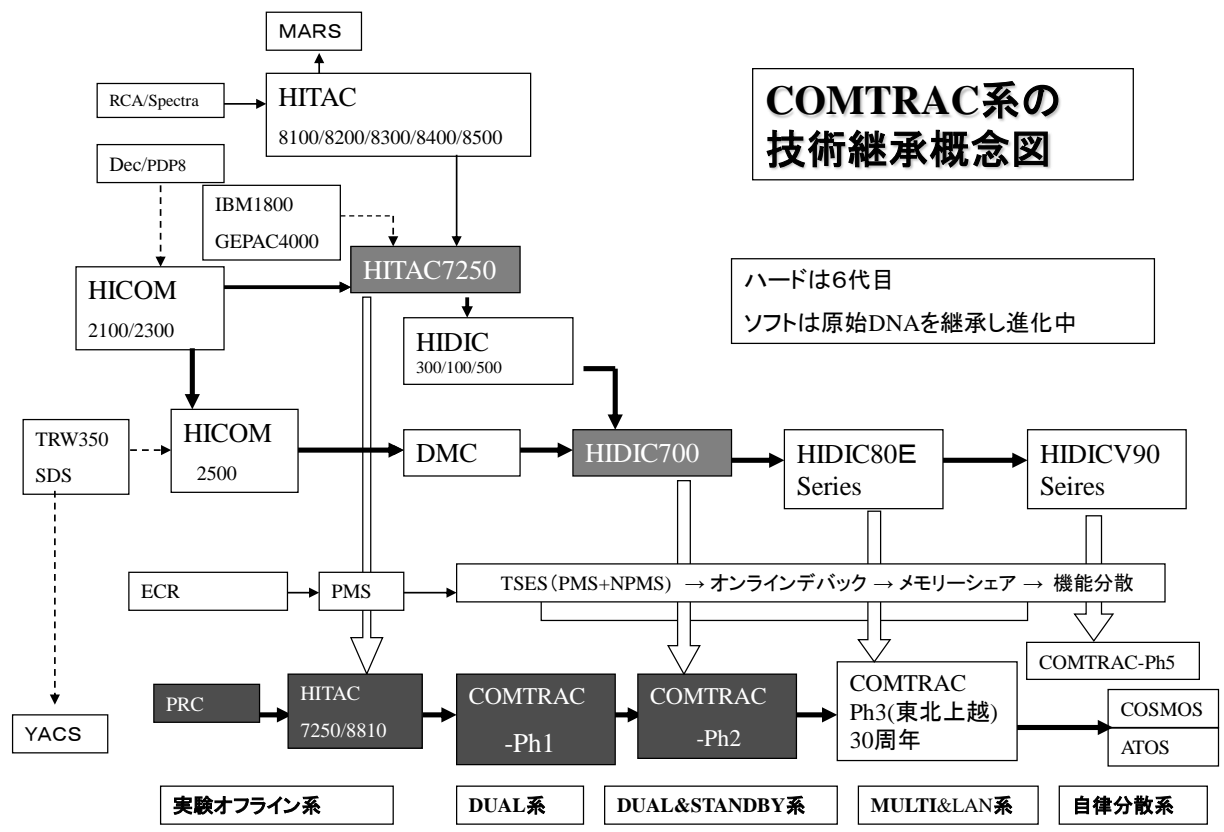 MARS
RCA/Spectra
HITAC
8100/8200/8300/8400/8500
COMTRAC系の
技術継承概念図
Dec/PDP8
IBM1800
GEPAC4000
HITAC7250
HICOM
2100/2300
ハードは６代目
ソフトは原始DNAを継承し進化中
HIDIC
300/100/500
TRW350
SDS
HICOM
2500
DMC
HIDIC700
HIDIC80Ｅ
Series
HIDICV90
Seires
ECR
PMS
TSES（PMS+NPMS） → オンラインデバック → メモリーシェア → 機能分散
COMTRAC-Ph5
PRC
HITAC
7250/8810
COMTRAC
-Ph1
COMTRAC
-Ph2
COMTRAC
Ph3(東北上越)
30周年
COSMOS
ATOS
ＹＡＣＳ
実験オフライン系
DUAL系
DUAL&STANDBY系
MULTI&LAN系
自律分散系